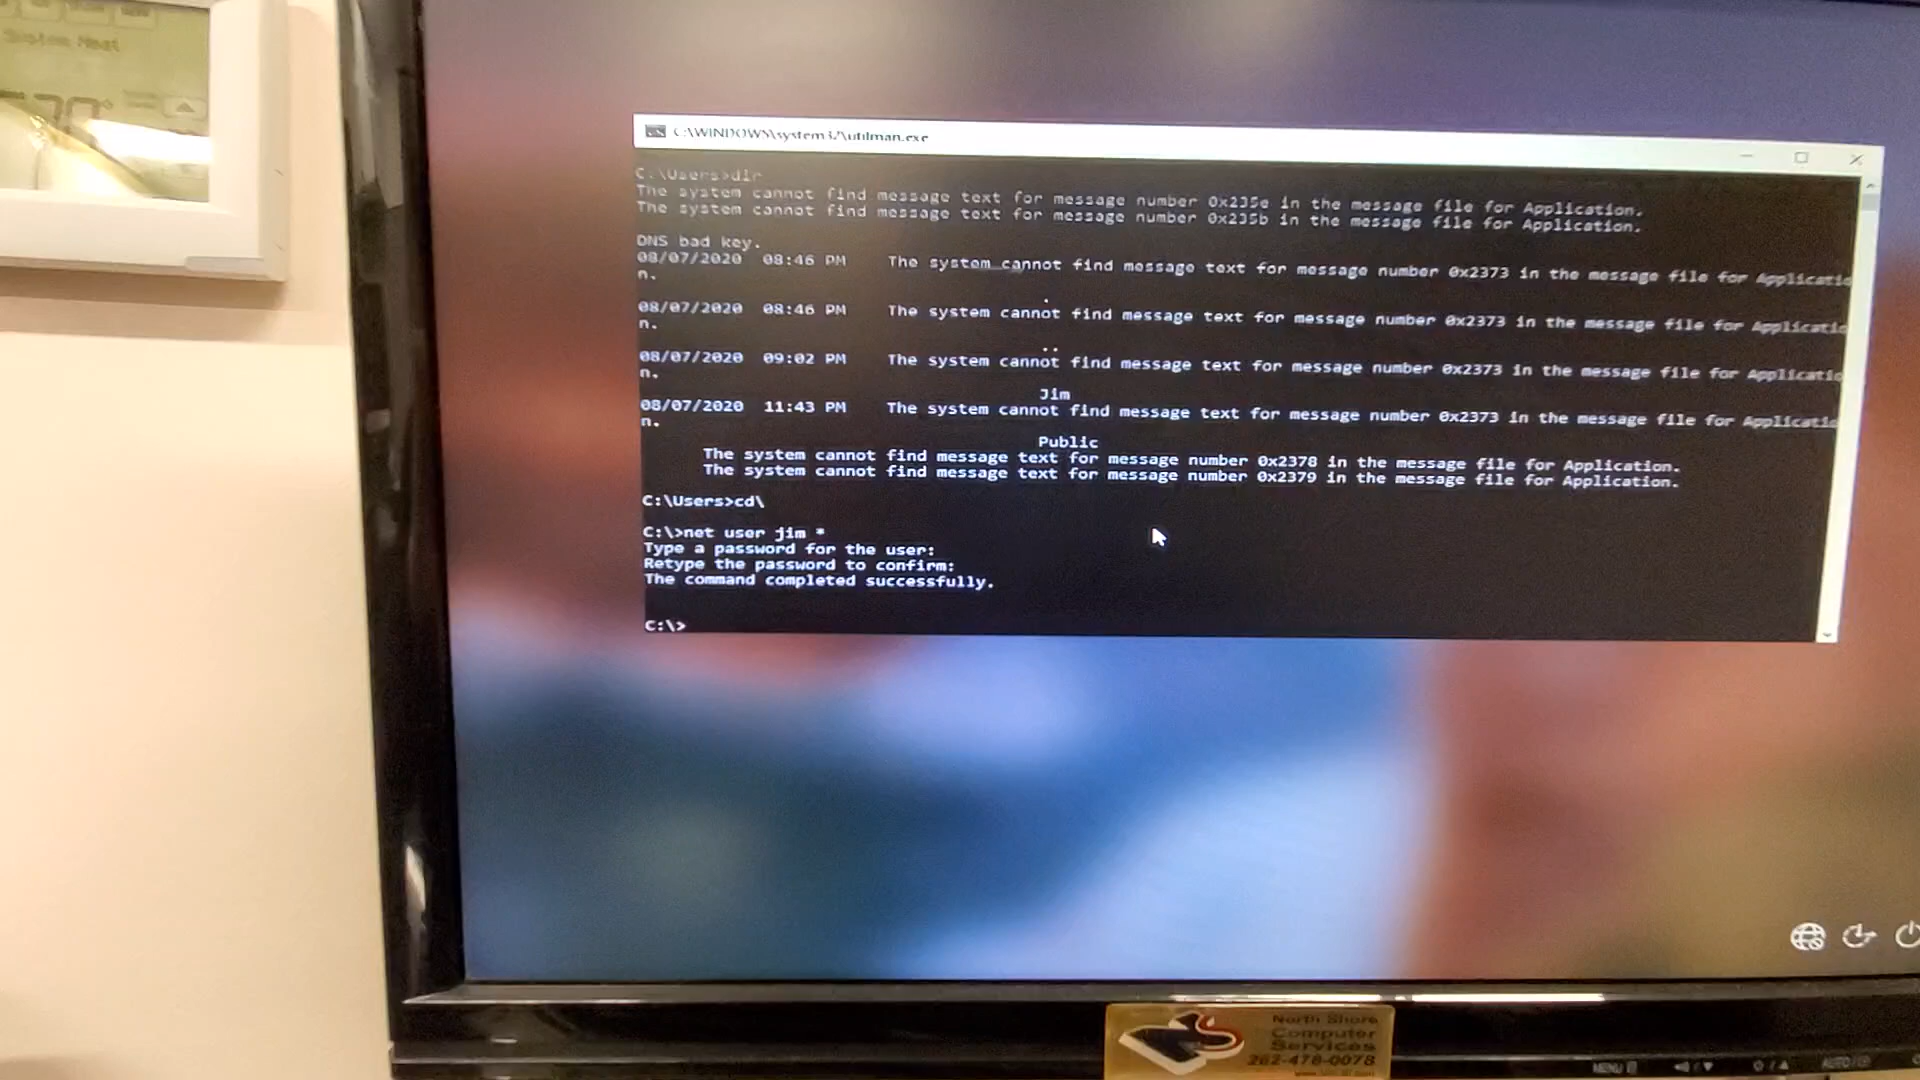 System Heat
70°
C:\WINDOWS\system32\utilman.exe
C:\Users>dir
The system cannot find message text for message number 0x235e in the message file for Application.
The system cannot find message text for message number 0x235b in the message file for Application.
DNS bad key.
08/07/2020 08:46 PM The system cannot find message text for message number 0x2373 in the message file for Applicatio
n.
.
08/07/2020 08:46 PM The system cannot find message text for message number 0x2373 in the message file for Applicatio
n.
..
08/07/2020 09:02 PM The system cannot find message text for message number 0x2373 in the message file for Applicatio
n.
Jim
08/07/2020 11:43 PM The system cannot find message text for message number 0x2373 in the message file for Applicatio
n.
Public
The system cannot find message text for message number 0x2378 in the message file for Application.
The system cannot find message text for message number 0x2379 in the message file for Application.
C:\Users>cd\
C:\>net user jim *
Type a password for the user:
Retype the password to confirm:
The command completed successfully.
C:\>
North Shore
Computer
Services
262-478-0078
MENU
AUTO